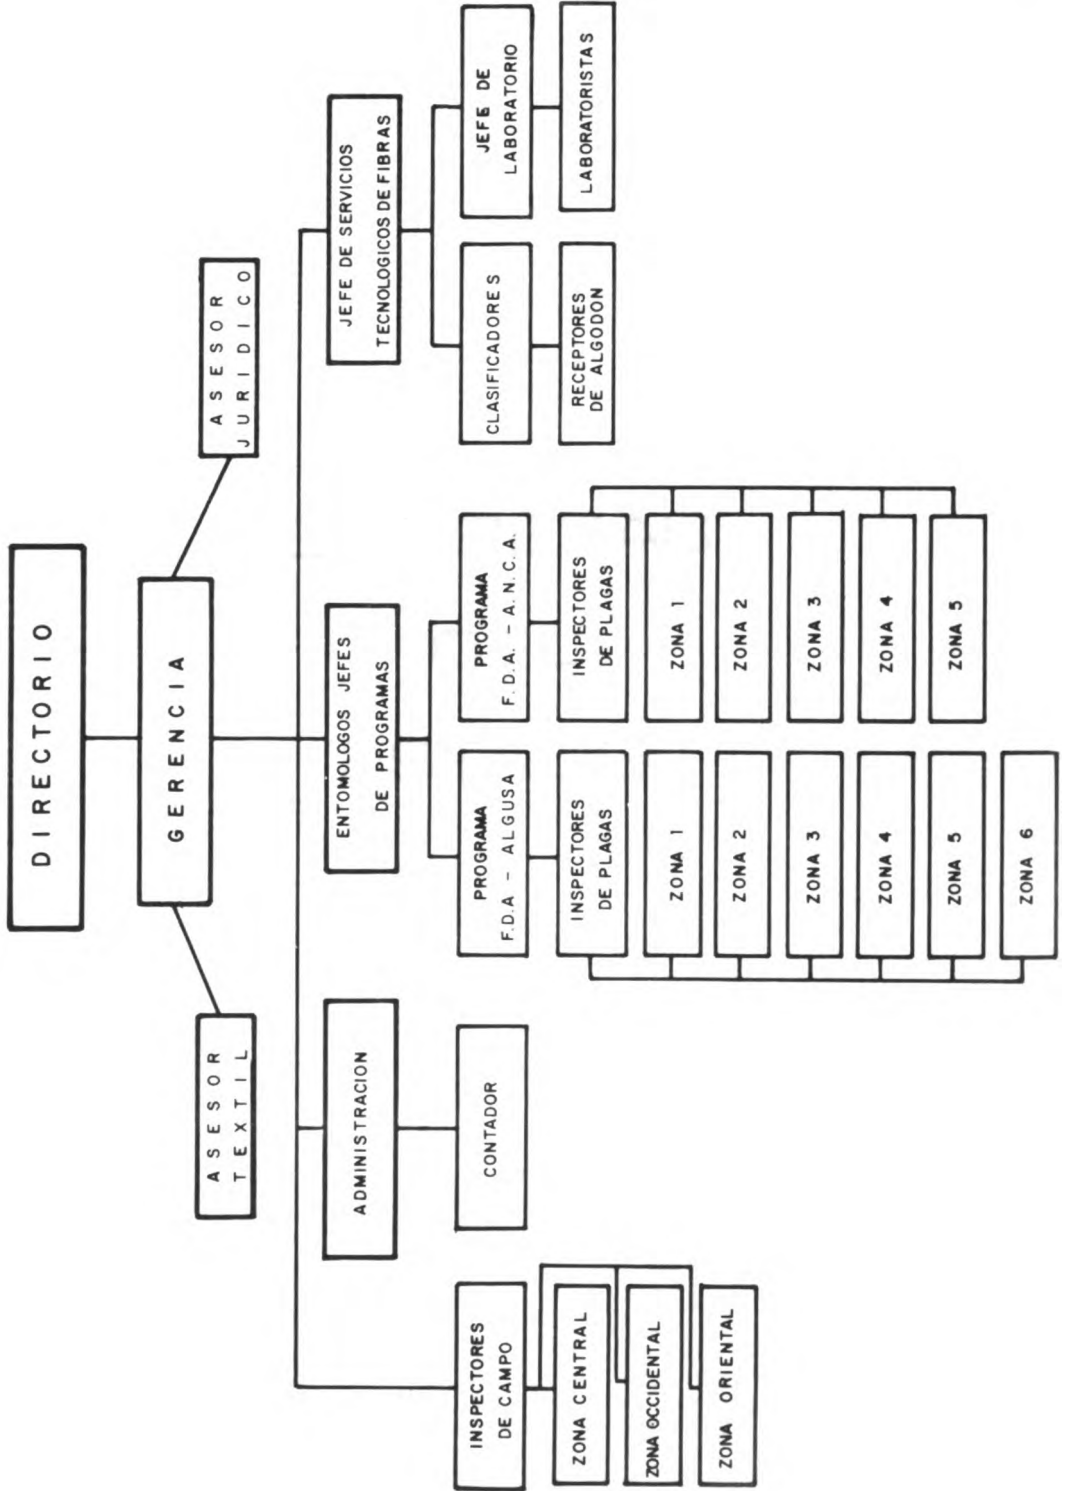 DIRECTORIO
GERENCIA
ASESOR
TEXTIL
ASESOR
JURIDICO
INSPECTORES
DE CAMPO
ZONA CENTRAL
ZONA OCCIDENTAL
ZONA ORIENTAL
ADMINISTRACION
CONTADOR
ENTOMOLOGOS JEFES
DE PROGRAMAS
PROGRAMA
F.D.A - ALGUSA
INSPECTORES
DE PLAGAS
ZONA 1
ZONA 2
ZONA 3
ZONA 4
ZONA 5
ZONA 6
PROGRAMA
F.D.A. - A.N.C.A.
INSPECTORES
DE PLAGAS
ZONA 1
ZONA 2
ZONA 3
ZONA 4
ZONA 5
JEFE DE SERVICIOS
TECNOLOGICOS DE FIBRAS
CLASIFICADORES
RECEPTORES
DE ALGODON
JEFE DE
LABORATORIO
LABORATORISTAS